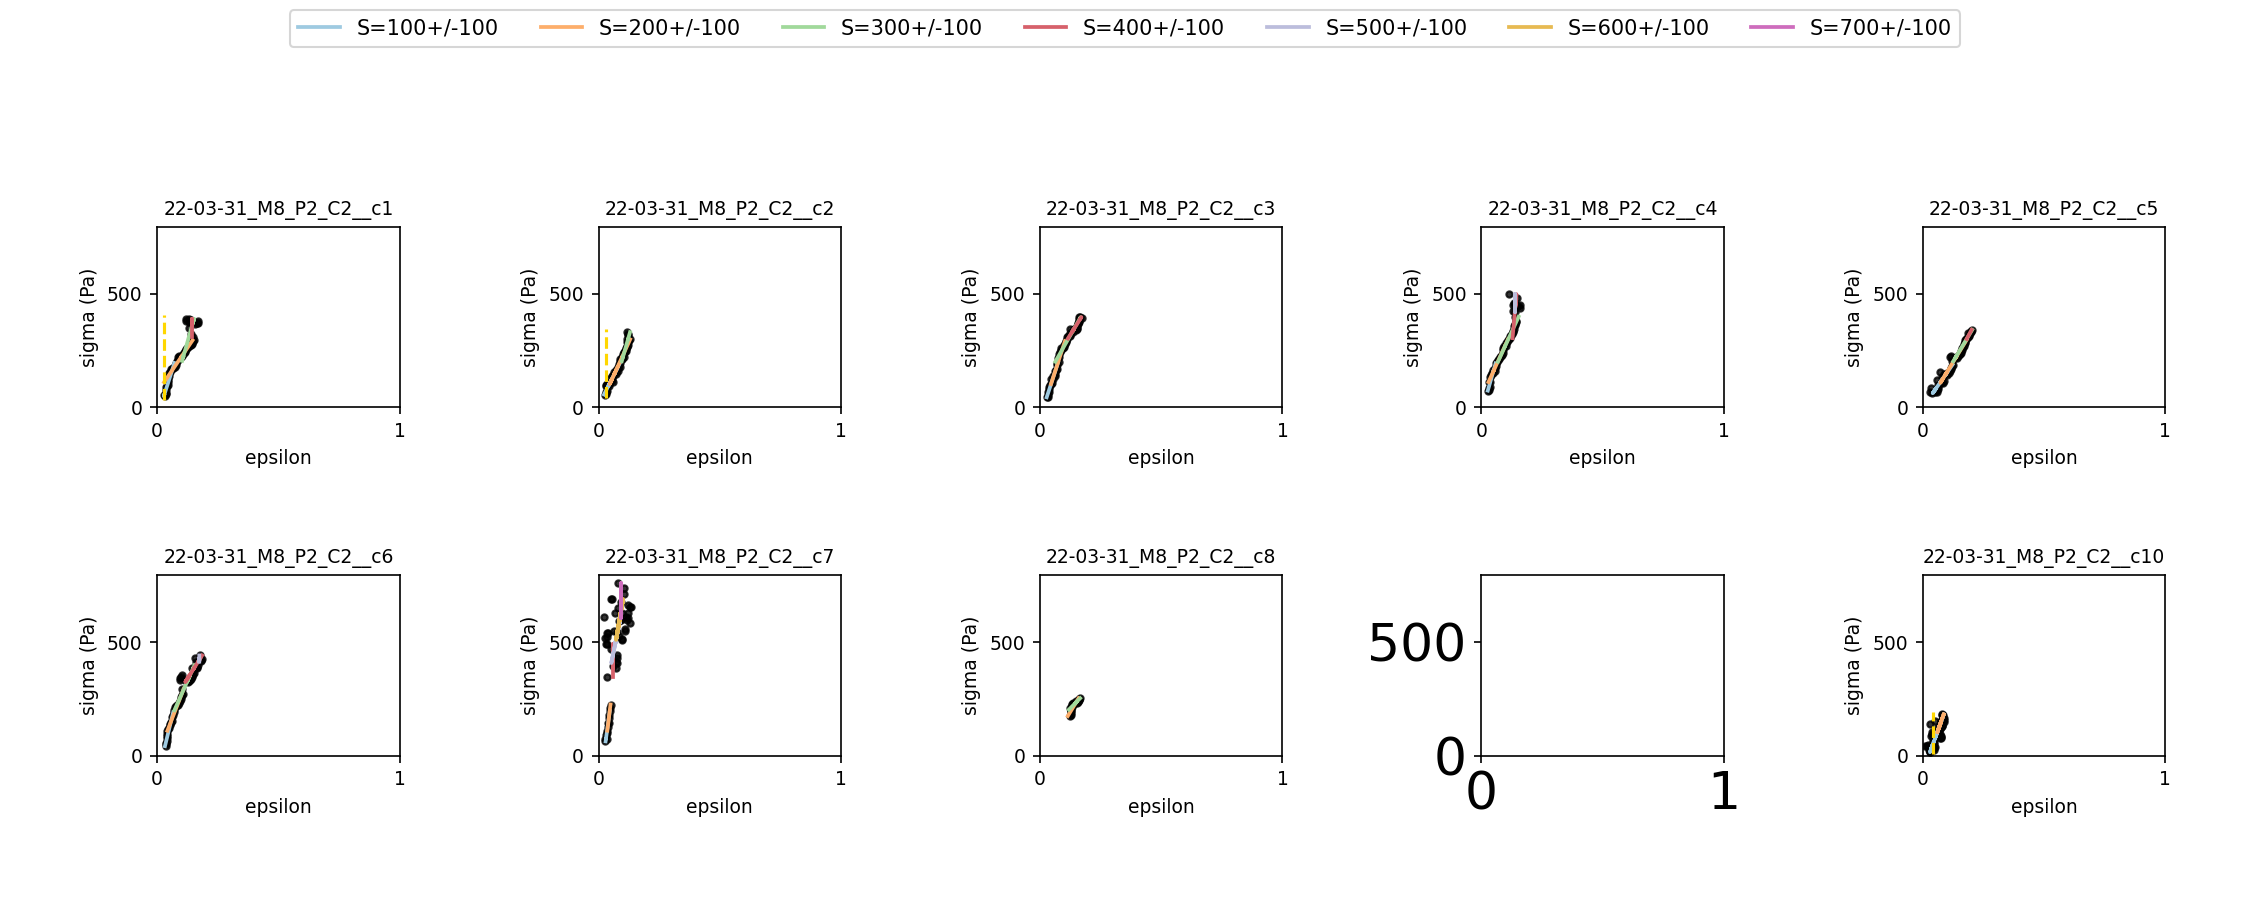 S=100+/-100 S=200+/-100 S=300+/-100 S=400+/-100 S=500+/-100 S=600+/-100 S=700+/-100
22-03-31_M8_P2_C2__c1
sigma (Pa)
500
0
0 1
epsilon
22-03-31_M8_P2_C2__c2
sigma (Pa)
500
0
0 1
epsilon
22-03-31_M8_P2_C2__c3
sigma (Pa)
500
0
0 1
epsilon
22-03-31_M8_P2_C2__c4
sigma (Pa)
500
0
0 1
epsilon
22-03-31_M8_P2_C2__c5
sigma (Pa)
500
0
0 1
epsilon
22-03-31_M8_P2_C2__c6
sigma (Pa)
500
0
0 1
epsilon
22-03-31_M8_P2_C2__c7
sigma (Pa)
500
0
0 1
epsilon
22-03-31_M8_P2_C2__c8
sigma (Pa)
500
0
0 1
epsilon
500
0
0 1
22-03-31_M8_P2_C2__c10
sigma (Pa)
500
0
0 1
epsilon